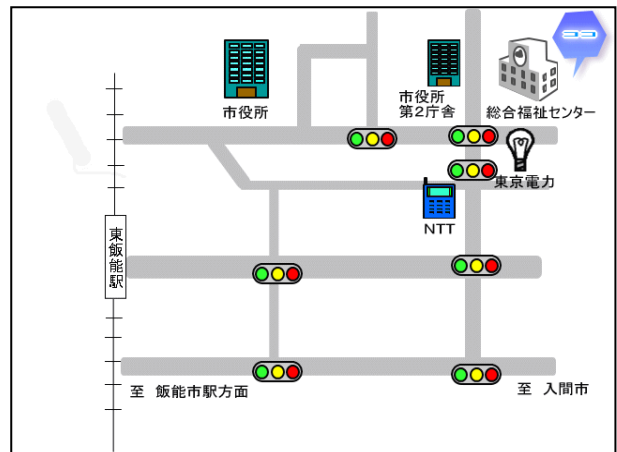 市役所
市役所
第2庁舎
総合福祉センター
東京電力
NTT
東飯能駅
至 飯能市駅方面
至 入間市